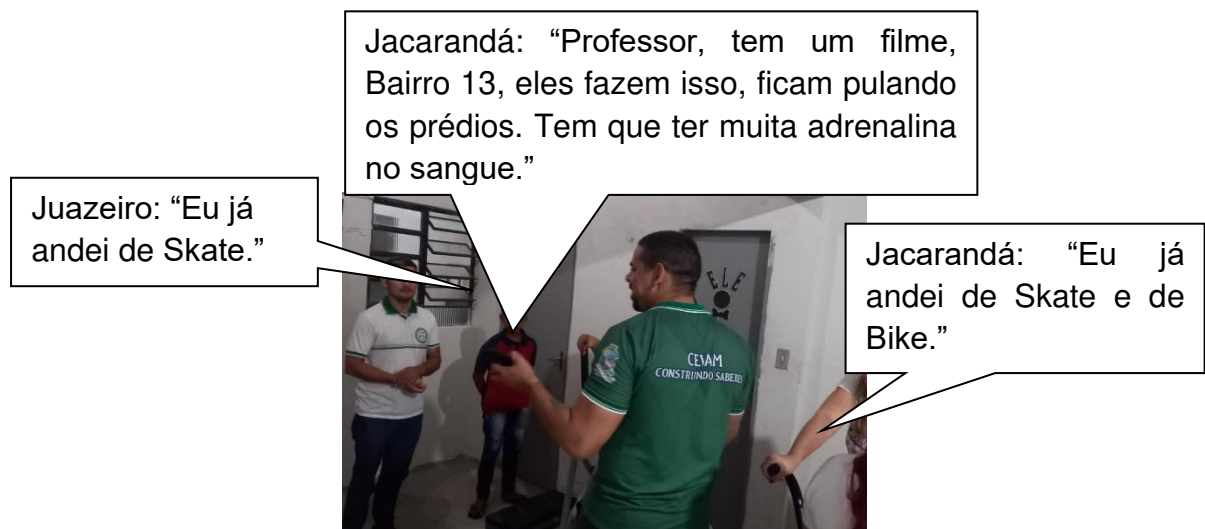 Jacarandá: “Professor, tem um filme,
Bairro 13, eles fazem isso, ficam pulando
os prédios. Tem que ter muita adrenalina
no sangue.”
Juazeiro: “Eu já
andei de Skate.”
Jacarandá: “Eu já
andei de Skate e de
Bike.”
ELE
CEVAM
CONSTRUINDO SABERES